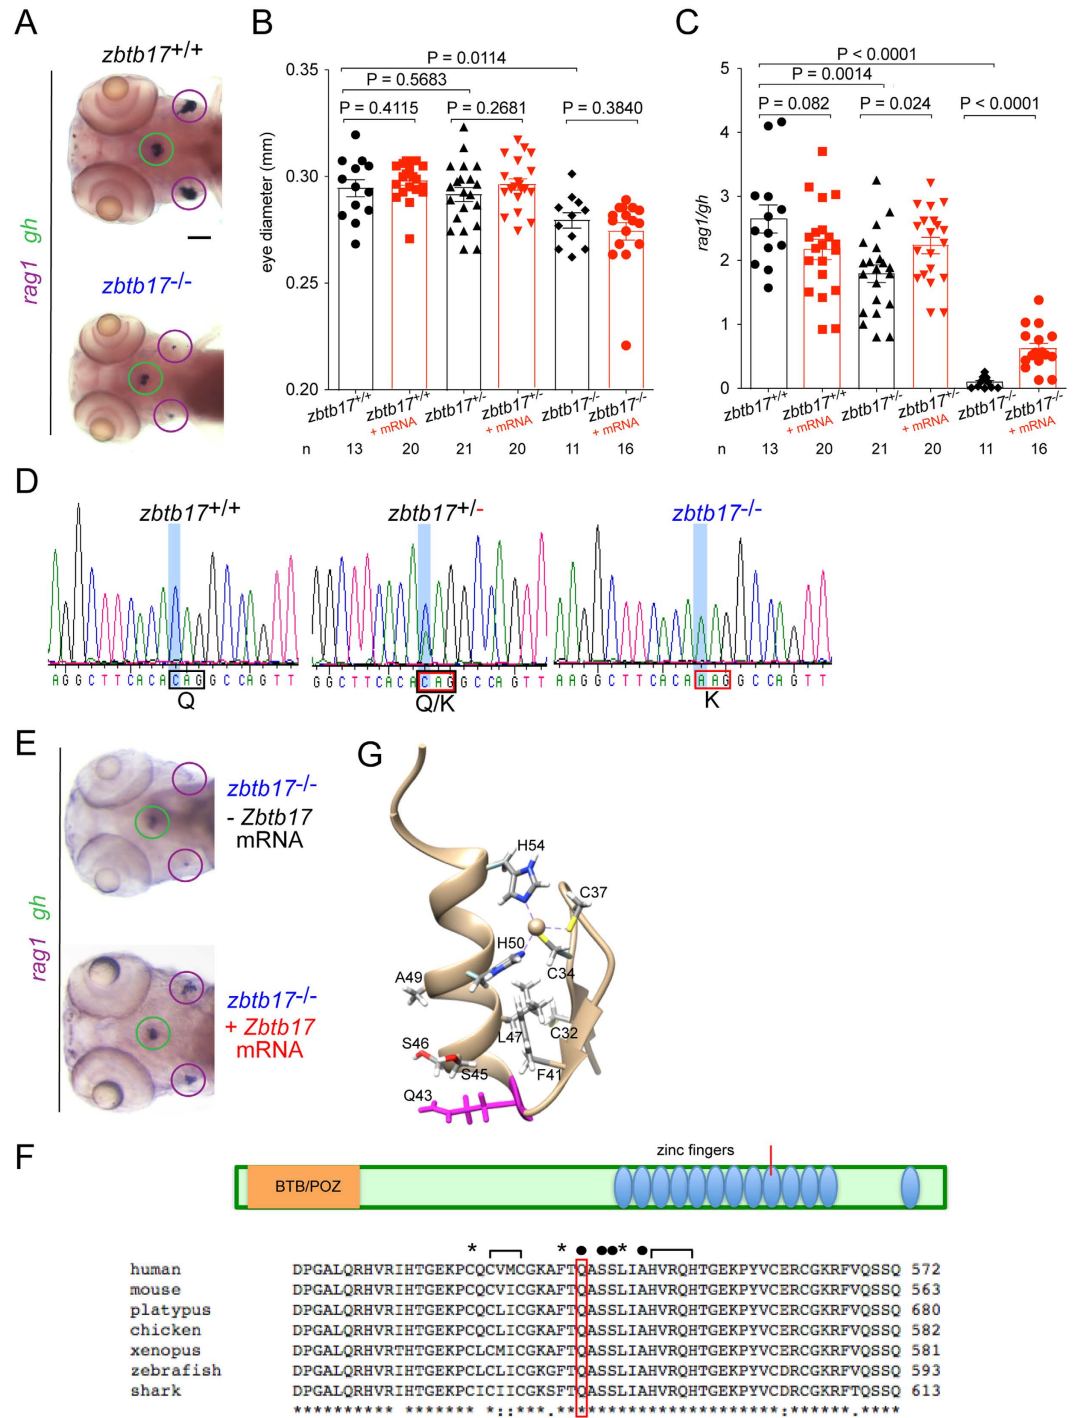 A
zbtb17+/+
rag1 gh
zbtb17-/-
B
P = 0.0114
P = 0.5683
P = 0.4115 P = 0.2681 P = 0.3840
eye diameter (mm)
0.35
0.30
0.25
0.20
zbtb17+/+ zbtb17+/+ zbtb17+/- zbtb17+/- zbtb17-/- zbtb17-/-
+ mRNA + mRNA + mRNA
n 13 20 21 20 11 16
C
P < 0.0001
P = 0.0014
P = 0.082 P = 0.024 P < 0.0001
rag1/gh
5
4
3
2
1
0
zbtb17+/+ zbtb17+/+ zbtb17+/- zbtb17+/- zbtb17-/- zbtb17-/-
+ mRNA + mRNA + mRNA
n 13 20 21 20 11 16
D
zbtb17+/+ zbtb17+/- zbtb17-/-
AGGCTTCACACAGGCCAGTT GGCTTCACACAGGCCAGTT AAGGCTTCACAAAGGCCAGTT
Q Q/K K
E
rag1 gh
zbtb17-/-
- Zbtb17
mRNA
zbtb17-/-
+ Zbtb17
mRNA
G
H54
C37
H50
C34
A49
L47
C32
S46
S45
F41
Q43
F
zinc fingers
BTB/POZ
* * *
human DPGALQRHVRIHTGEKPCQCVMCGKAFTQASSLIAHVRQHTGEKPYVCERCGKRFVQSSQ 572
mouse DPGALQRHVRIHTGEKPCQCVICGKAFTQASSLIAHVRQHTGEKPYVCERCGKRFVQSSQ 563
platypus DPGALQRHVRIHTGEKPCQCLICGKAFTQASSLIAHVRQHTGEKPYVCERCGKRFVQSSQ 680
chicken DPGALQRHVRIHTGEKPCQCLICGKAFTQASSLIAHVRQHTGEKPYVCERCGKRFVQSSQ 582
xenopus DPGALQRHVRTHTGEKPCLCMICGKAFTQASSLIAHVRQHTGEKPYVCERCGKRFVQSSQ 581
zebrafish DPGALQRHVRIHTGEKPCLCLICGKGFTQASSLIAHVRQHTGEKPYVCERCGKRFVQSSQ 593
shark DPGALQRHVRIHTGEKPCICIICGKSFTQASSLIAHVRQHTGEKPYVCDRCGKRFTQSSQ 613
********** ******* *::***.**********************:******.****